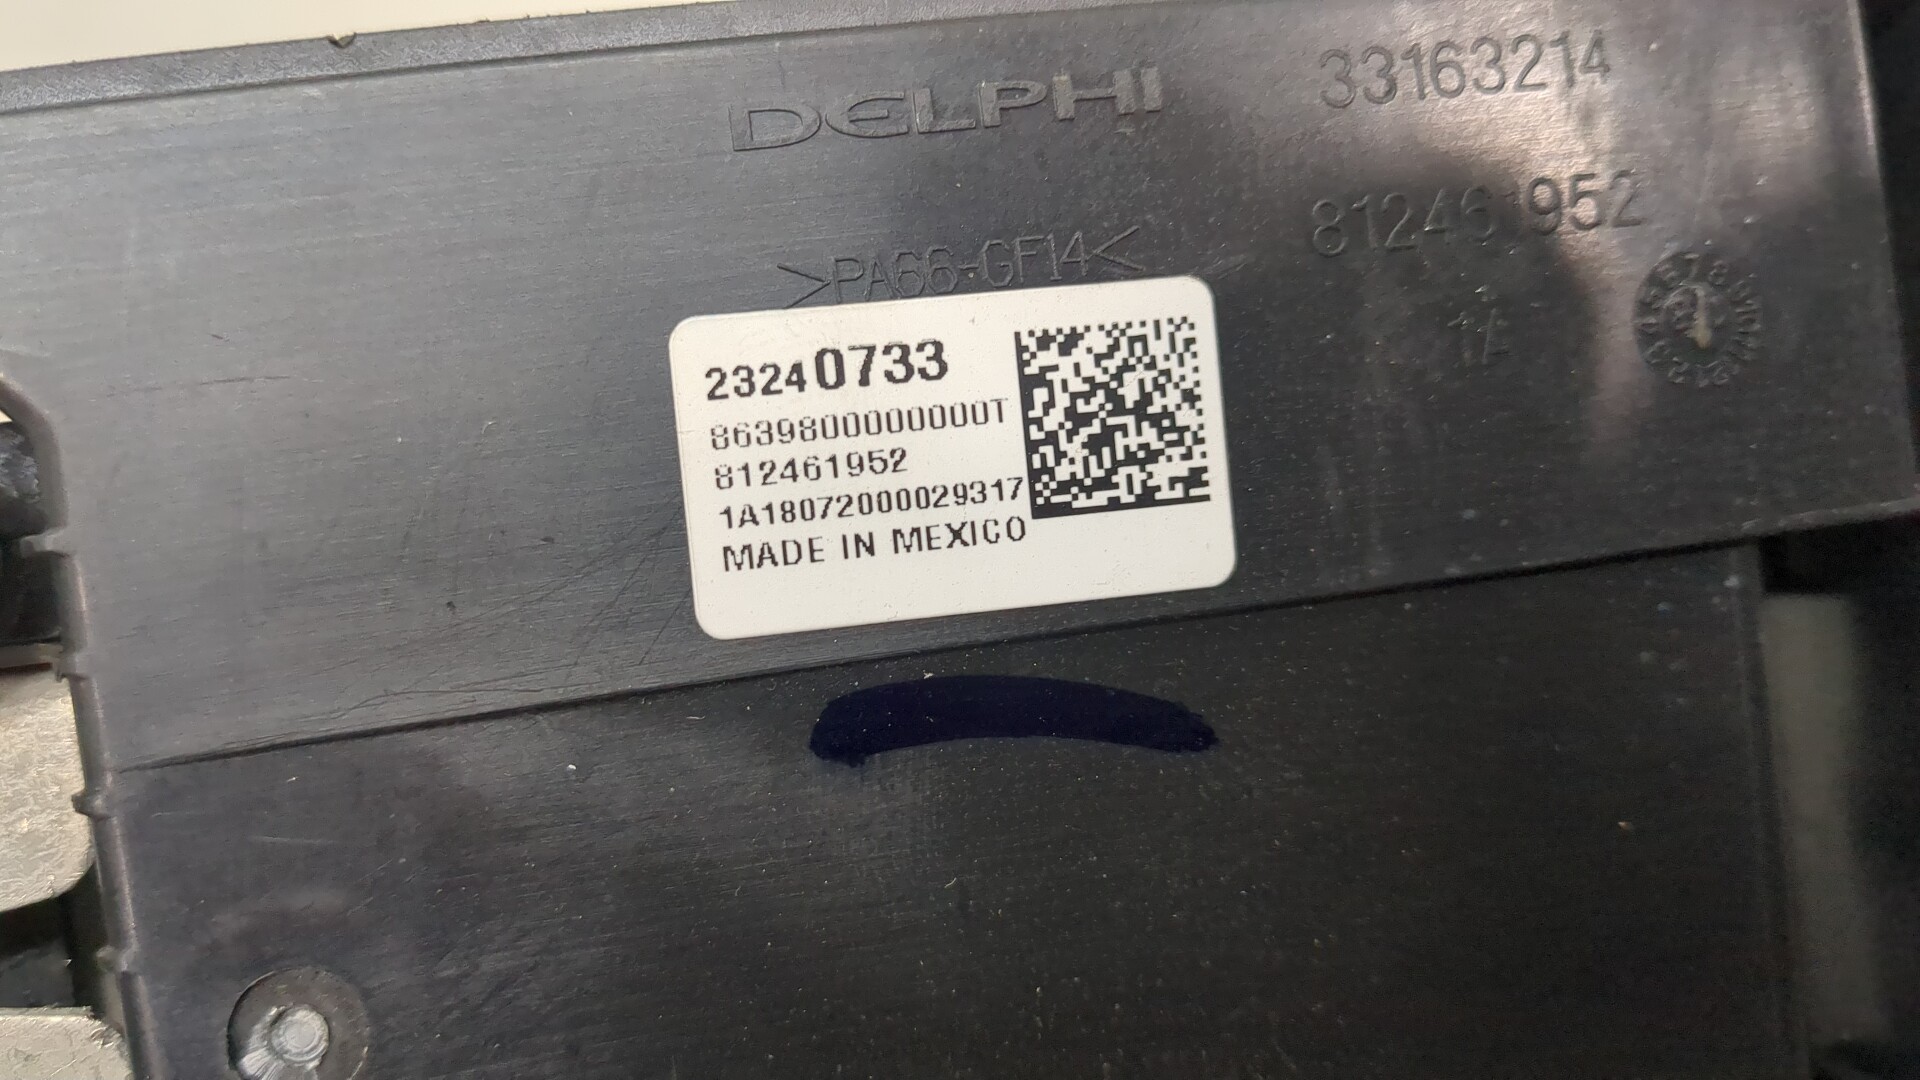 DELPHI
33163214
812461952
>PA66-GF14<
23240733
8639800000000T
812461952
1A18072000029317
MADE IN MEXICO